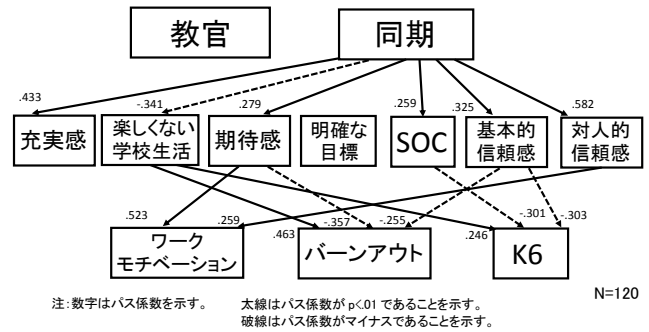 教官
同期
.433
-.341
.279
.259
.325
.582
充実感
楽しくない
学校生活
期待感
明確な
目標
SOC
基本的
信頼感
対人的
信頼感
.523
.259
.463
-.357
-.255
.246
-.301
-.303
ワーク
モチベーション
バーンアウト
K6
N=120
注:数字はパス係数を示す。
太線はパス係数が p<.01 であることを示す。
破線はパス係数がマイナスであることを示す。